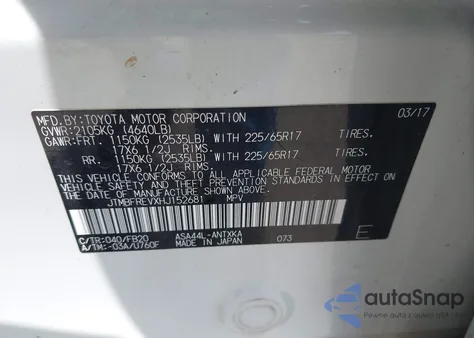 MFD.BY:TOYOTA MOTOR CORPORATION 03/17
GVWR:2105KG (4640LB)
GAWR:FRT. 1150KG (2535LB) WITH 225/65R17 TIRES.
17X6 1/2J RIMS.
RR. 1150KG (2535LB) WITH 225/65R17 TIRES.
17X6 1/2J RIMS.
THIS VEHICLE CONFORMS TO ALL APPLICABLE FEDERAL MOTOR
VEHICLE SAFETY, BUMPER, AND THEFT PREVENTION STANDARDS
IN EFFECT ON THE DATE OF MANUFACTURE SHOWN ABOVE.
JTMBFREVXHJ152681 MPV
C/TR:040/FB20 ASA44L-ANTXKA
A/TM:-03A/U760F MADE IN JAPAN 073 E
autoSnap